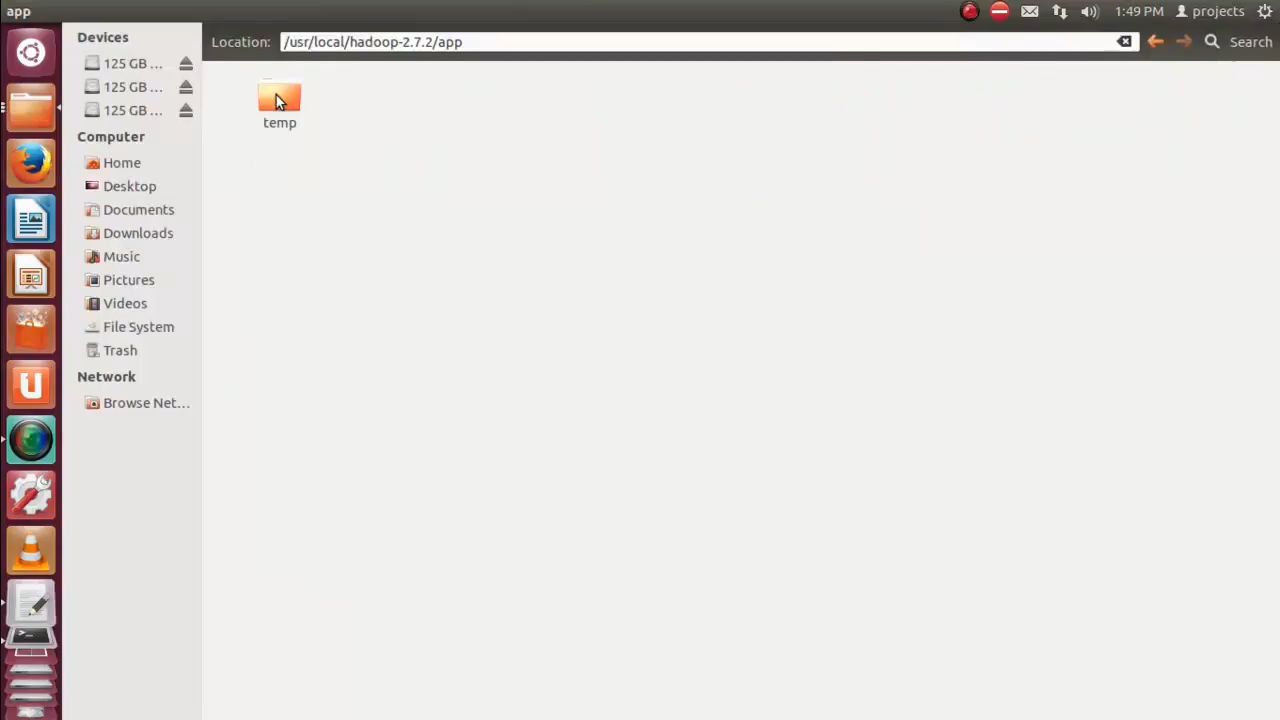 app
1:49 PM
projects
Devices
125 GB ...
125 GB ...
125 GB ...
Computer
Home
Desktop
Documents
Downloads
Music
Pictures
Videos
File System
Trash
Network
Browse Net...
Location: /usr/local/hadoop-2.7.2/app
Search
temp